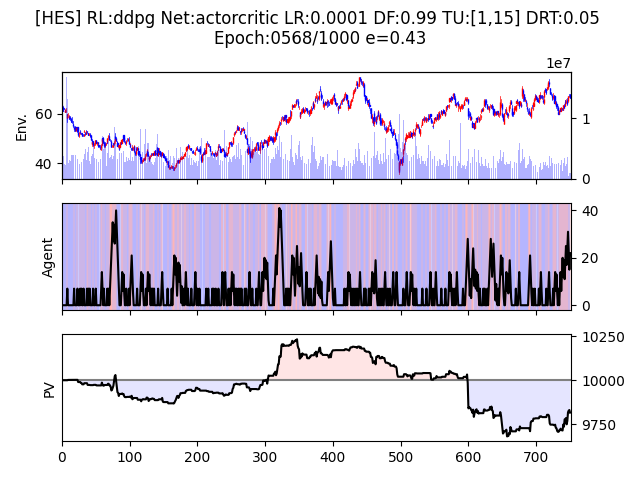 [HES] RL:ddpg Net:actorcritic LR:0.0001 DF:0.99 TU:[1,15] DRT:0.05
Epoch:0568/1000 e=0.43
1e7
Env.
60
40
1
0
Agent
40
20
0
PV
10250
10000
9750
0 100 200 300 400 500 600 700